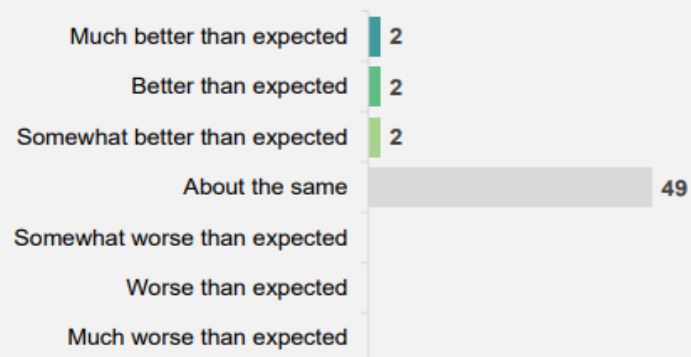 Much better than expected 2
Better than expected 2
Somewhat better than expected 2
About the same 49
Somewhat worse than expected
Worse than expected
Much worse than expected